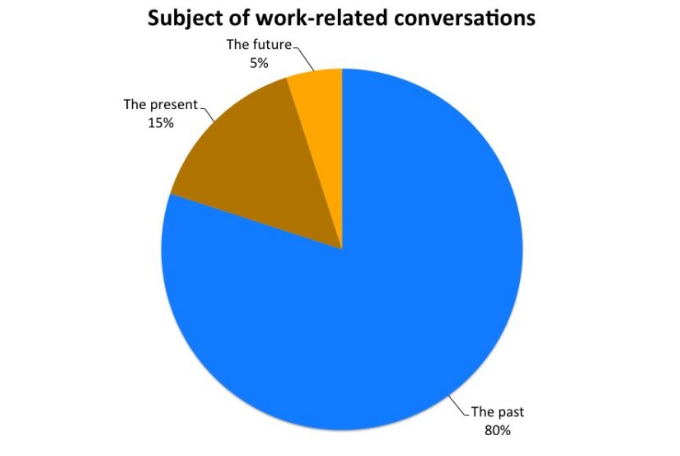 Subject of work-related conversations
The future
5%
The present
15%
The past
80%